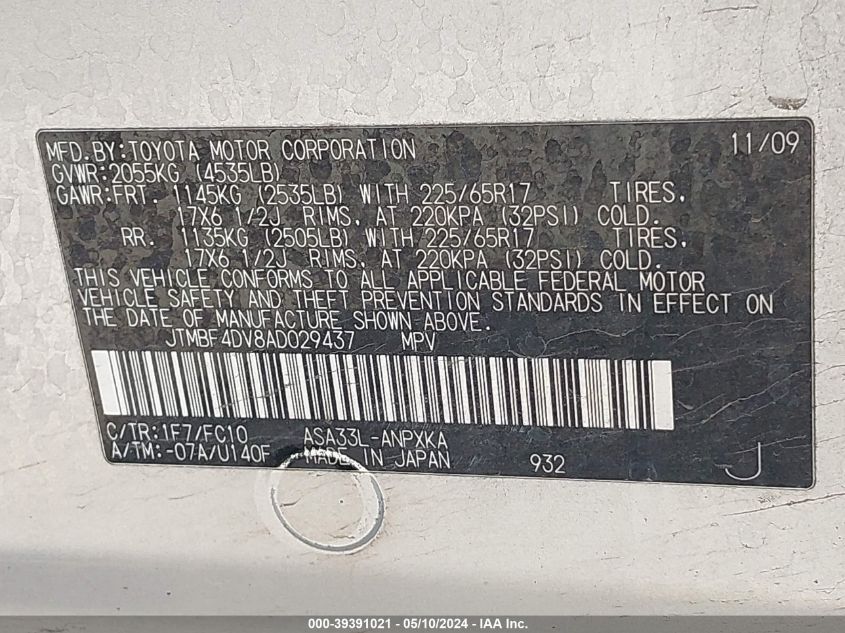 MFD.BY:TOYOTA MOTOR CORPORATION 11/09
GVWR:2055KG (4535LB)
GAWR:FRT. 1145KG (2535LB) WITH 225/65R17 TIRES,
17X6 1/2J RIMS, AT 220KPA (32PSI) COLD.
RR. 1135KG (2505LB) WITH 225/65R17 TIRES,
17X6 1/2J RIMS, AT 220KPA (32PSI) COLD.
THIS VEHICLE CONFORMS TO ALL APPLICABLE FEDERAL MOTOR
VEHICLE SAFETY AND THEFT PREVENTION STANDARDS IN EFFECT ON
THE DATE OF MANUFACTURE SHOWN ABOVE.
JTMBF4DV8AD029437 MPV
C/TR:1F7/FC10 ASA33L-ANPXKA
A/TM:-07A/U140F MADE IN JAPAN 932 J
000-39391021 - 05/10/2024 - IAA Inc.